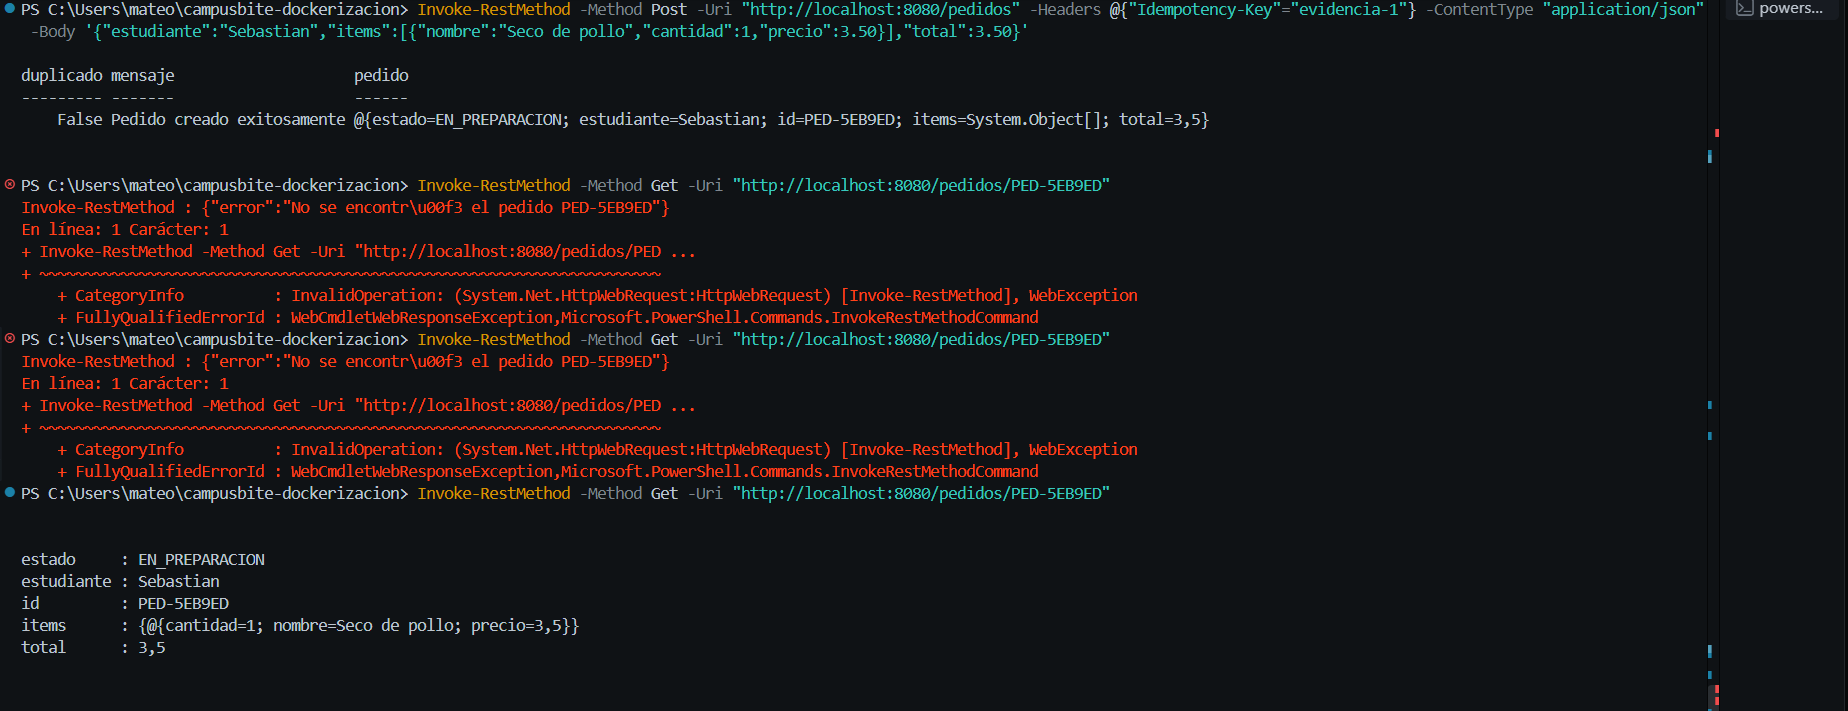 PS C:\Users\mateo\campusbite-dockerizacion> Invoke-RestMethod -Method Post -Uri "http://localhost:8080/pedidos" -Headers @{"Idempotency-Key"="evidencia-1"} -ContentType "application/json"
-Body '{"estudiante":"Sebastian","items":[{"nombre":"Seco de pollo","cantidad":1,"precio":3.50}],"total":3.50}'
powers...
duplicado mensaje                    pedido
--------- -------                    ------
    False Pedido creado exitosamente @{estado=EN_PREPARACION; estudiante=Sebastian; id=PED-5EB9ED; items=System.Object[]; total=3,5}
PS C:\Users\mateo\campusbite-dockerizacion> Invoke-RestMethod -Method Get -Uri "http://localhost:8080/pedidos/PED-5EB9ED"
Invoke-RestMethod : {"error":"No se encontr\u00f3 el pedido PED-5EB9ED"}
En línea: 1 Carácter: 1
+ Invoke-RestMethod -Method Get -Uri "http://localhost:8080/pedidos/PED ...
+ ~~~~~~~~~~~~~~~~~~~~~~~~~~~~~~~~~~~~~~~~~~~~~~~~~~~~~~~~~~~~~~~~~~~~~
    + CategoryInfo          : InvalidOperation: (System.Net.HttpWebRequest:HttpWebRequest) [Invoke-RestMethod], WebException
    + FullyQualifiedErrorId : WebCmdletWebResponseException,Microsoft.PowerShell.Commands.InvokeRestMethodCommand
PS C:\Users\mateo\campusbite-dockerizacion> Invoke-RestMethod -Method Get -Uri "http://localhost:8080/pedidos/PED-5EB9ED"
Invoke-RestMethod : {"error":"No se encontr\u00f3 el pedido PED-5EB9ED"}
En línea: 1 Carácter: 1
+ Invoke-RestMethod -Method Get -Uri "http://localhost:8080/pedidos/PED ...
+ ~~~~~~~~~~~~~~~~~~~~~~~~~~~~~~~~~~~~~~~~~~~~~~~~~~~~~~~~~~~~~~~~~~~~~
    + CategoryInfo          : InvalidOperation: (System.Net.HttpWebRequest:HttpWebRequest) [Invoke-RestMethod], WebException
    + FullyQualifiedErrorId : WebCmdletWebResponseException,Microsoft.PowerShell.Commands.InvokeRestMethodCommand
PS C:\Users\mateo\campusbite-dockerizacion> Invoke-RestMethod -Method Get -Uri "http://localhost:8080/pedidos/PED-5EB9ED"
estado     : EN_PREPARACION
estudiante : Sebastian
id         : PED-5EB9ED
items      : {@{cantidad=1; nombre=Seco de pollo; precio=3,5}}
total      : 3,5